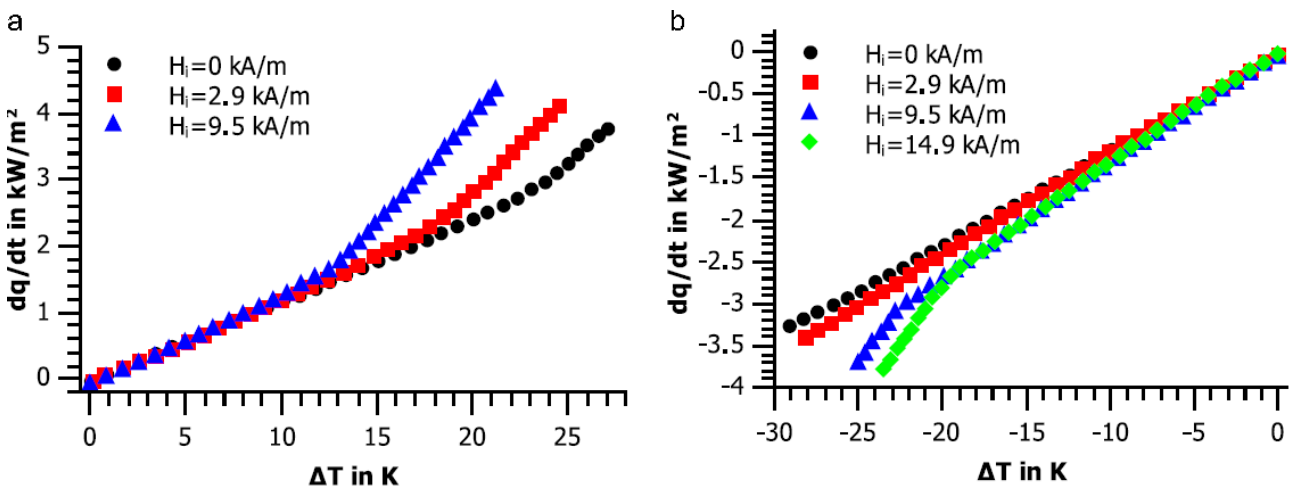 a
5
4
3
2
1
0
dq/dt in kW/m²
Hᵢ=0 kA/m
Hᵢ=2.9 kA/m
Hᵢ=9.5 kA/m
0 5 10 15 20 25
ΔT in K
b
0
-0.5
-1
-1.5
-2
-2.5
-3
-3.5
-4
dq/dt in kW/m²
Hᵢ=0 kA/m
Hᵢ=2.9 kA/m
Hᵢ=9.5 kA/m
Hᵢ=14.9 kA/m
-30 -25 -20 -15 -10 -5 0
ΔT in K